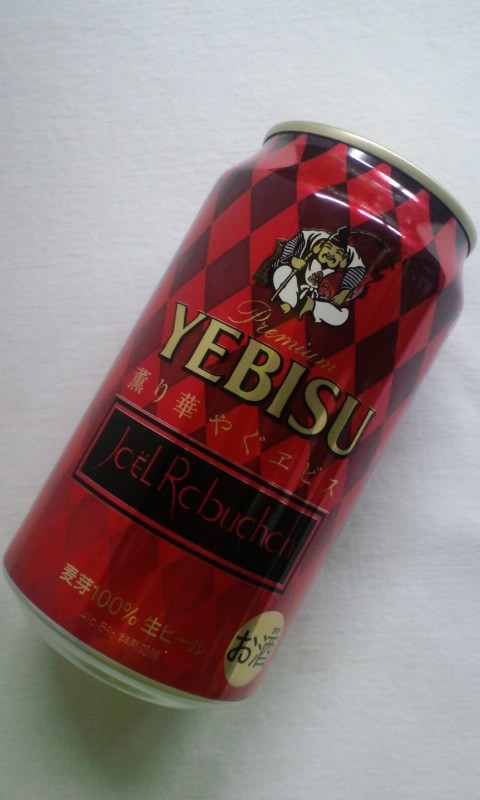 Premium
YEBISU
薫り華やぐヱビス
JOËL Robuchon
麦芽100% 生ビール
お酒